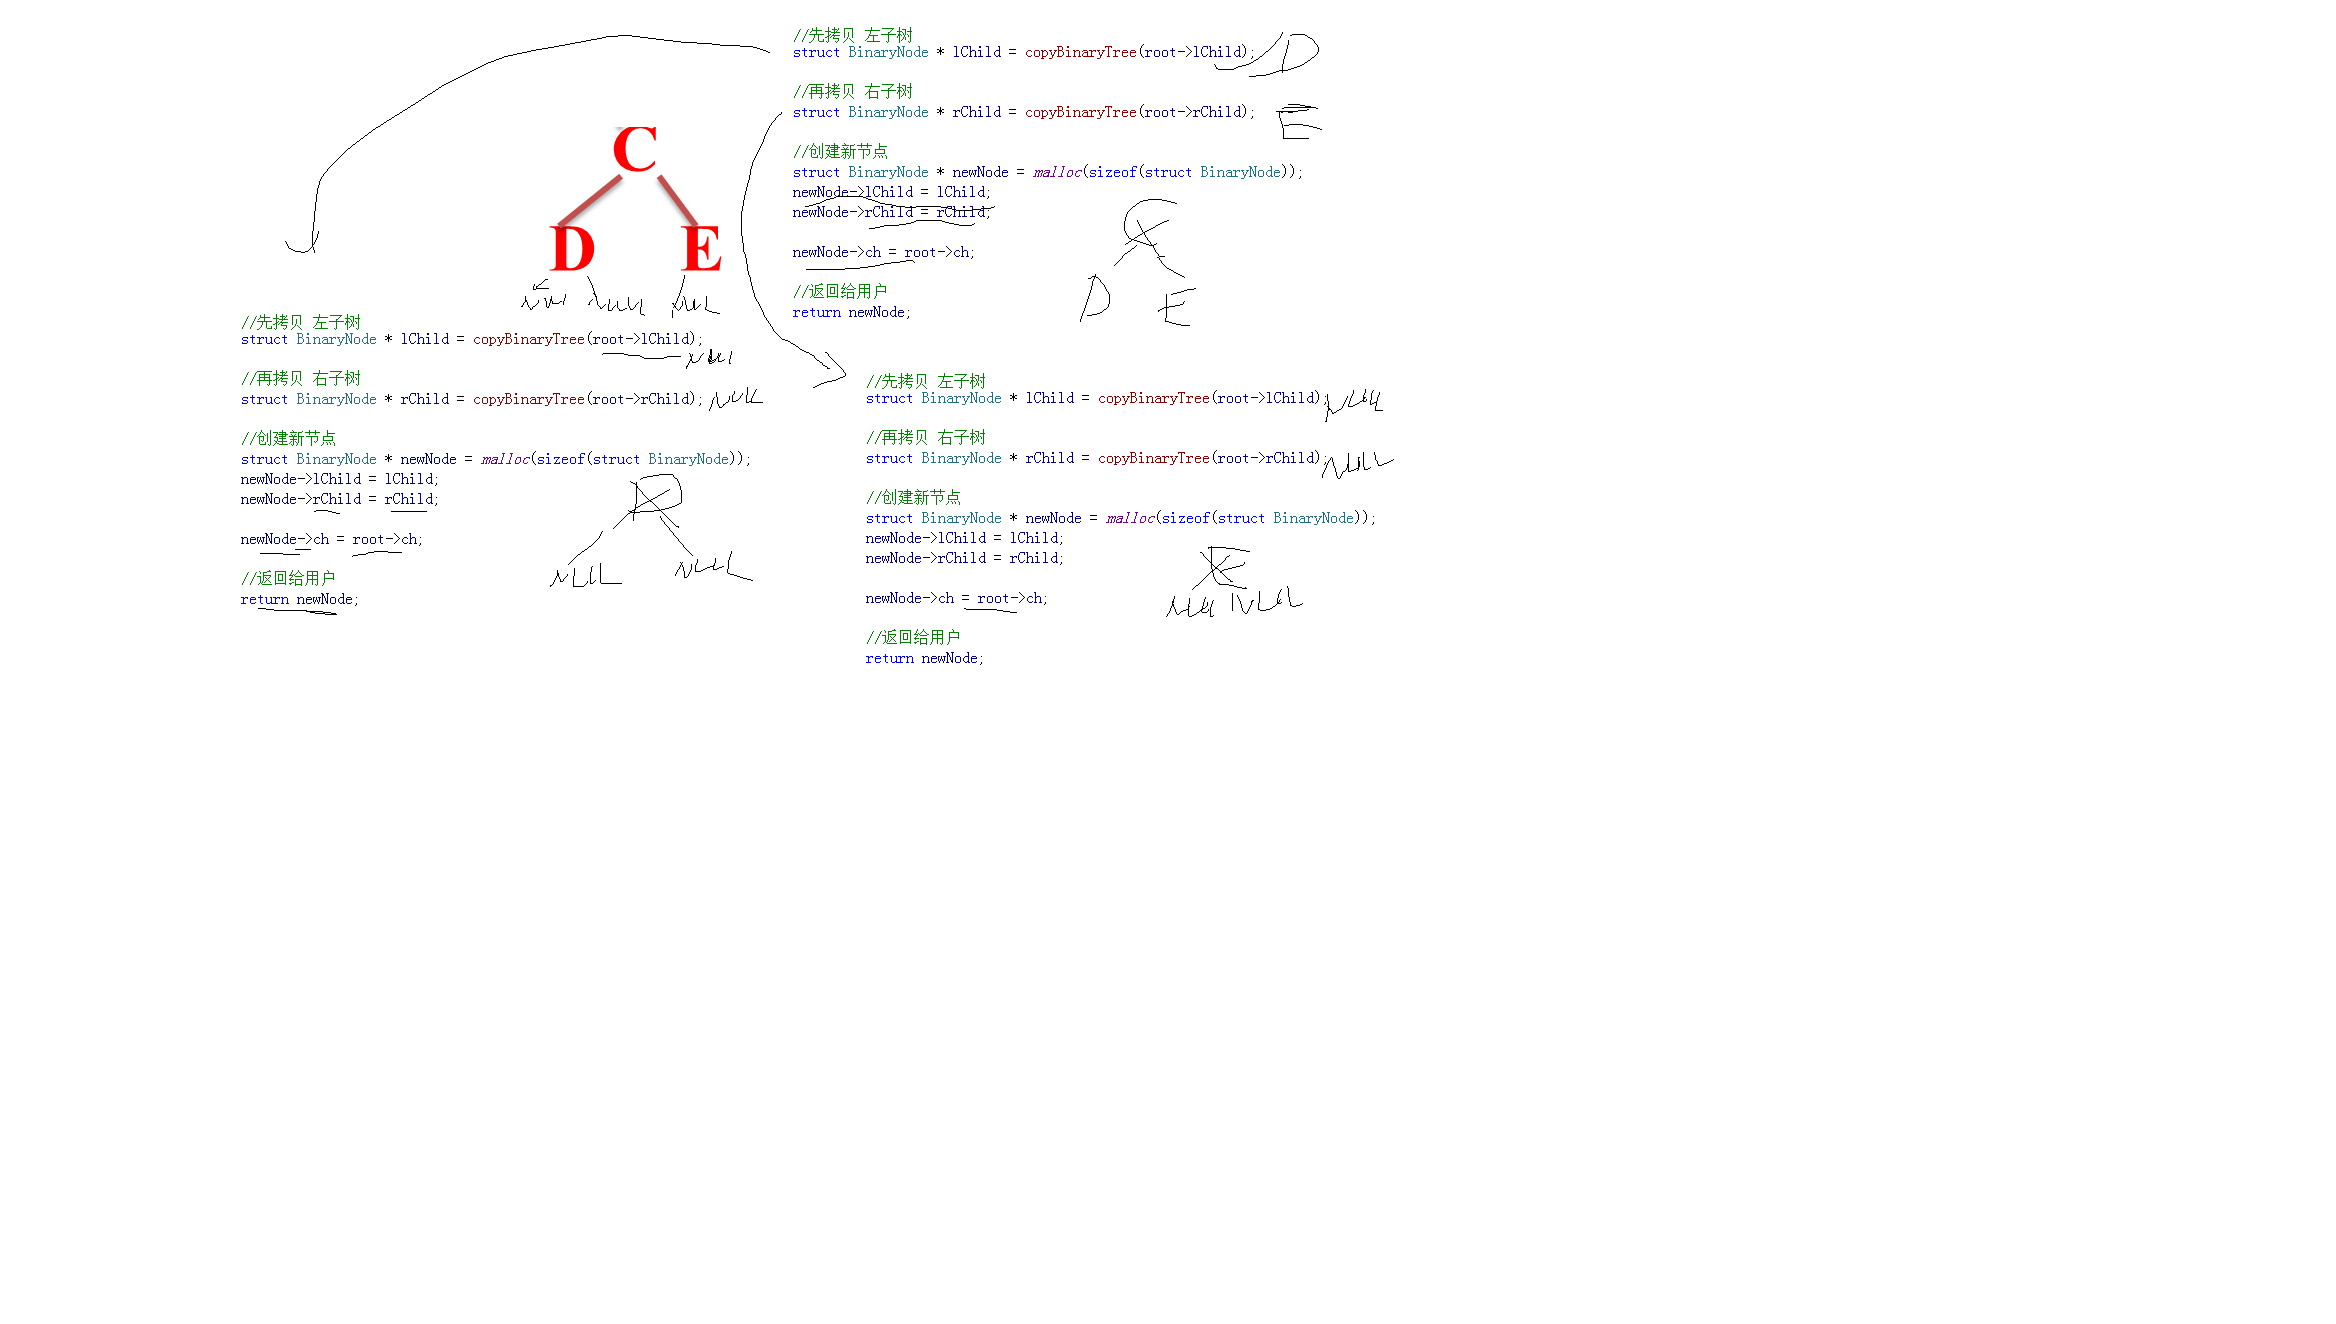 //先拷贝 左子树
struct BinaryNode * lChild = copyBinaryTree(root->lChild); D
//再拷贝 右子树
struct BinaryNode * rChild = copyBinaryTree(root->rChild); E
//创建新节点
struct BinaryNode * newNode = malloc(sizeof(struct BinaryNode));
newNode->lChild = lChild;
newNode->rChild = rChild;
newNode->ch = root->ch;
//返回给用户
return newNode;
C
D E
C
D E
NULL NULL NULL
//先拷贝 左子树
struct BinaryNode * lChild = copyBinaryTree(root->lChild);
NULL
//再拷贝 右子树
struct BinaryNode * rChild = copyBinaryTree(root->rChild); NULL
//创建新节点
struct BinaryNode * newNode = malloc(sizeof(struct BinaryNode));
newNode->lChild = lChild;
newNode->rChild = rChild;
newNode->ch = root->ch;
//返回给用户
return newNode;
D
NULL NULL
//先拷贝 左子树
struct BinaryNode * lChild = copyBinaryTree(root->lChild); NULL
//再拷贝 右子树
struct BinaryNode * rChild = copyBinaryTree(root->rChild); NULL
//创建新节点
struct BinaryNode * newNode = malloc(sizeof(struct BinaryNode));
newNode->lChild = lChild;
newNode->rChild = rChild;
newNode->ch = root->ch;
//返回给用户
return newNode;
E
NULL NULL